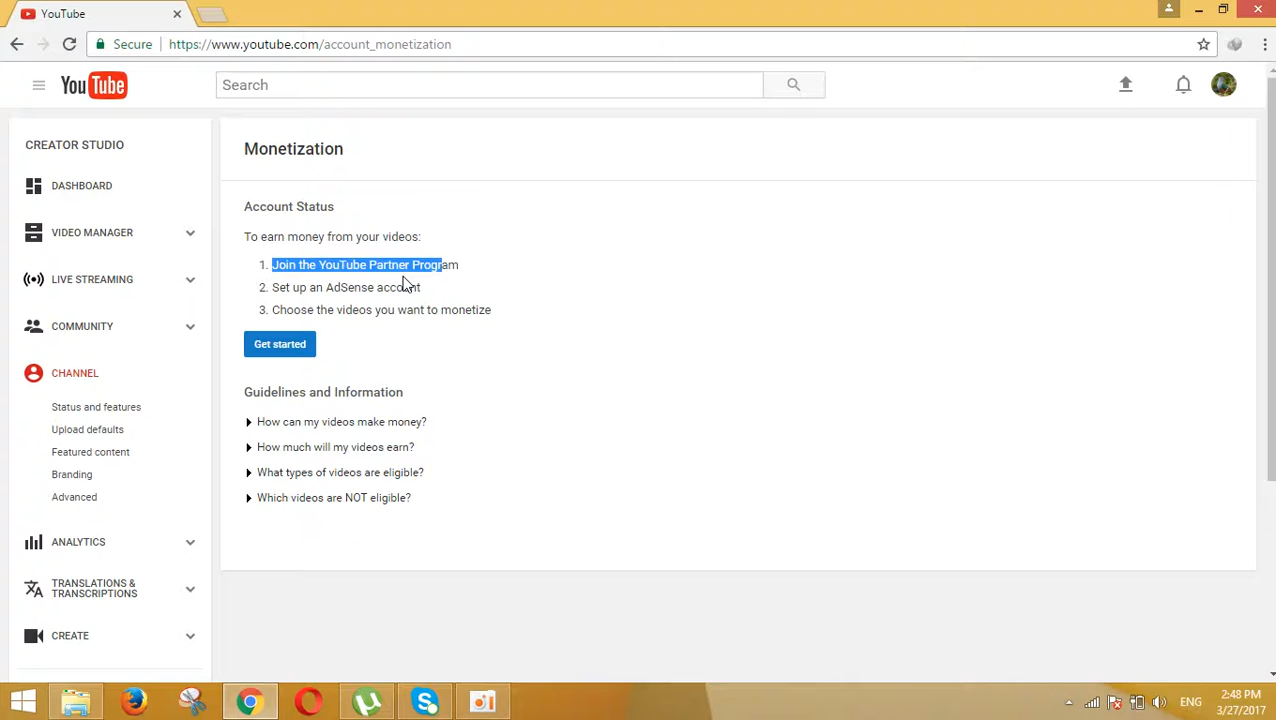 YouTube
Secure https://www.youtube.com/account_monetization
YouTube
Search
CREATOR STUDIO
DASHBOARD
VIDEO MANAGER
LIVE STREAMING
COMMUNITY
CHANNEL
Status and features
Upload defaults
Featured content
Branding
Advanced
ANALYTICS
TRANSLATIONS &
TRANSCRIPTIONS
CREATE
Monetization
Account Status
To earn money from your videos:
1. Join the YouTube Partner Program
2. Set up an AdSense account
3. Choose the videos you want to monetize
Get started
Guidelines and Information
How can my videos make money?
How much will my videos earn?
What types of videos are eligible?
Which videos are NOT eligible?
ENG
2:48 PM
3/27/2017